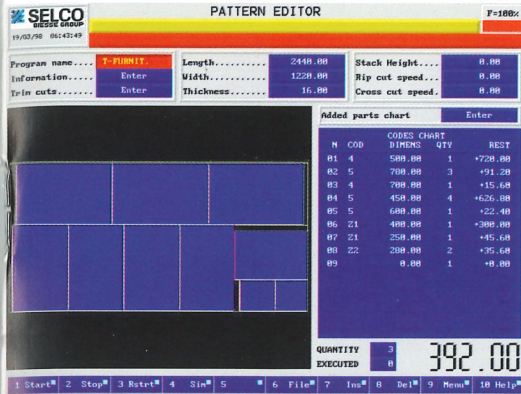 SELCO
BIESSE GROUP
PATTERN EDITOR
F=100%
19/03/98 06:43:49
Program name.... T-FURNIT.
Information..... Enter
Trim cuts....... Enter
Length.......... 2440.00
Width........... 1220.00
Thickness....... 16.00
Stack Height.... 0.00
Rip cut speed... 0.00
Cross cut speed. 0.00
Added parts chart Enter
CODES CHART
N COD DIMENS QTY REST
01 4 500.00 1 +720.00
02 5 780.00 3 +91.20
03 4 700.00 1 +15.60
04 5 450.00 4 +626.80
05 5 600.00 1 +22.40
06 Z1 400.00 1 +300.00
07 Z1 250.00 1 +45.60
08 Z2 280.00 2 +35.60
09 0.00 1 +0.00
QUANTITY 3
EXECUTED 0
392.00
1 Start 2 Stop 3 Rstrt 4 Sim 5 6 File 7 Ins 8 Del 9 Menu 10 Help